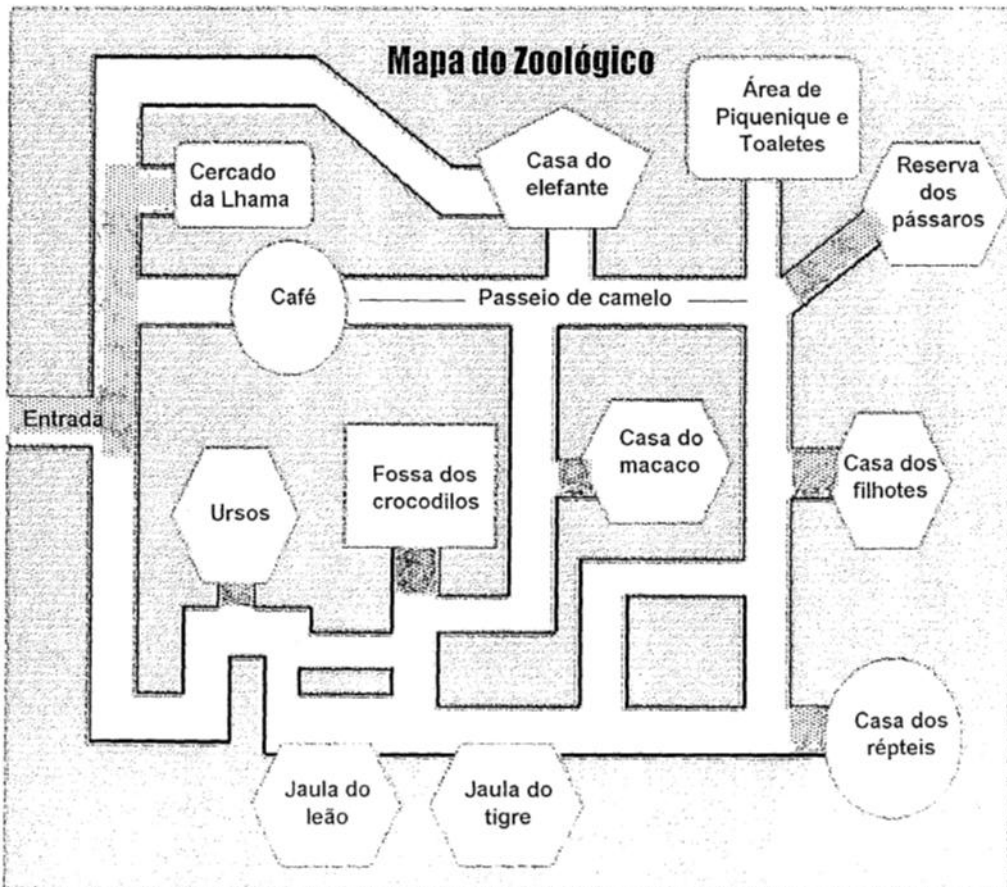 Mapa do Zoológico
Área de
Piquenique e
Toaletes
Casa do
elefante
Reserva
dos
pássaros
Cercado
da Lhama
Café
Passeio de camelo
Entrada
Ursos
Fossa dos
crocodilos
Casa do
macaco
Casa dos
filhotes
Casa dos
répteis
Jaula do
leão
Jaula do
tigre